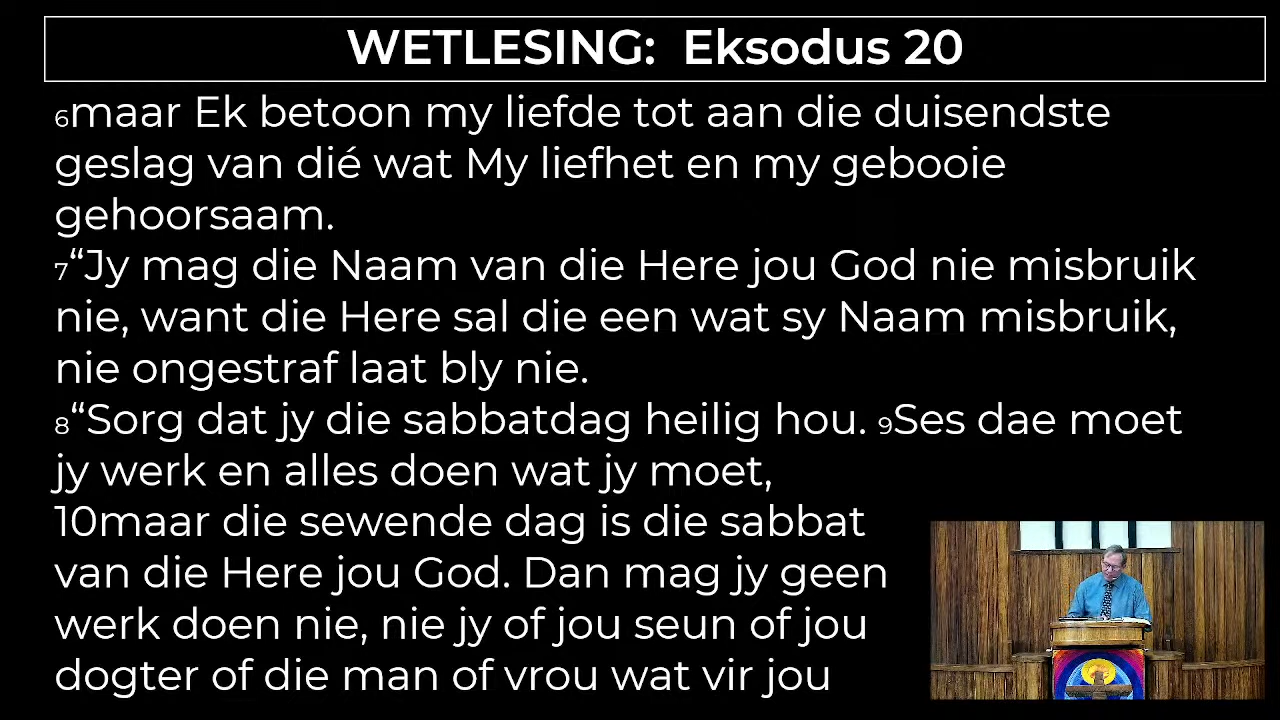 WETLESING: Eksodus 20
6maar Ek betoon my liefde tot aan die duisendste
geslag van dié wat My liefhet en my gebooie
gehoorsaam.
7“Jy mag die Naam van die Here jou God nie misbruik
nie, want die Here sal die een wat sy Naam misbruik,
nie ongestraf laat bly nie.
8“Sorg dat jy die sabbatdag heilig hou. 9Ses dae moet
jy werk en alles doen wat jy moet,
10maar die sewende dag is die sabbat
van die Here jou God. Dan mag jy geen
werk doen nie, nie jy of jou seun of jou
dogter of die man of vrou wat vir jou